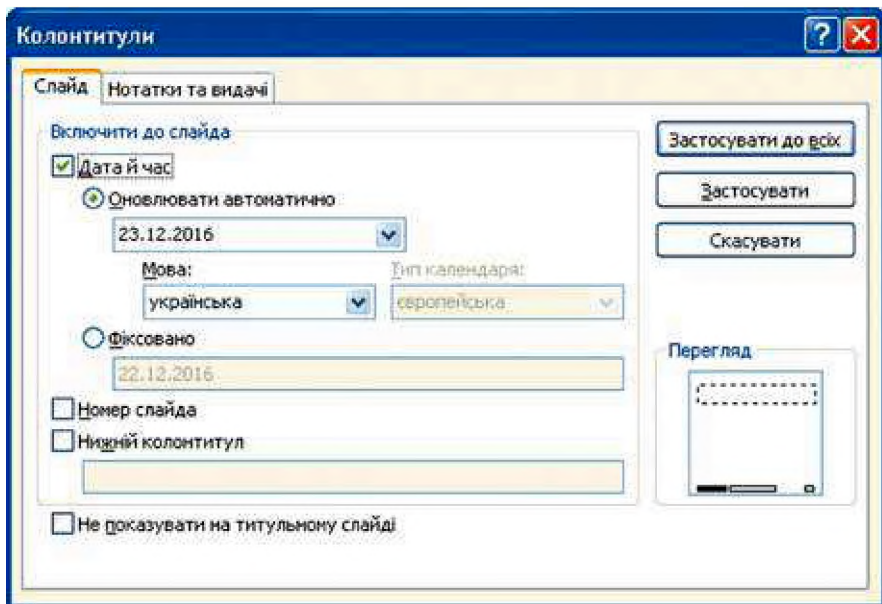 Колонтитули
Слайд Нотатки та видачі
Включити до слайда
Дата й час
Оновлювати автоматично
23.12.2016
Мова: Тип календаря:
українська європейська
Фіксовано
22.12.2016
Номер слайда
Нижній колонтитул
Не показувати на титульному слайді
Застосувати до всіх
Застосувати
Скасувати
Перегляд